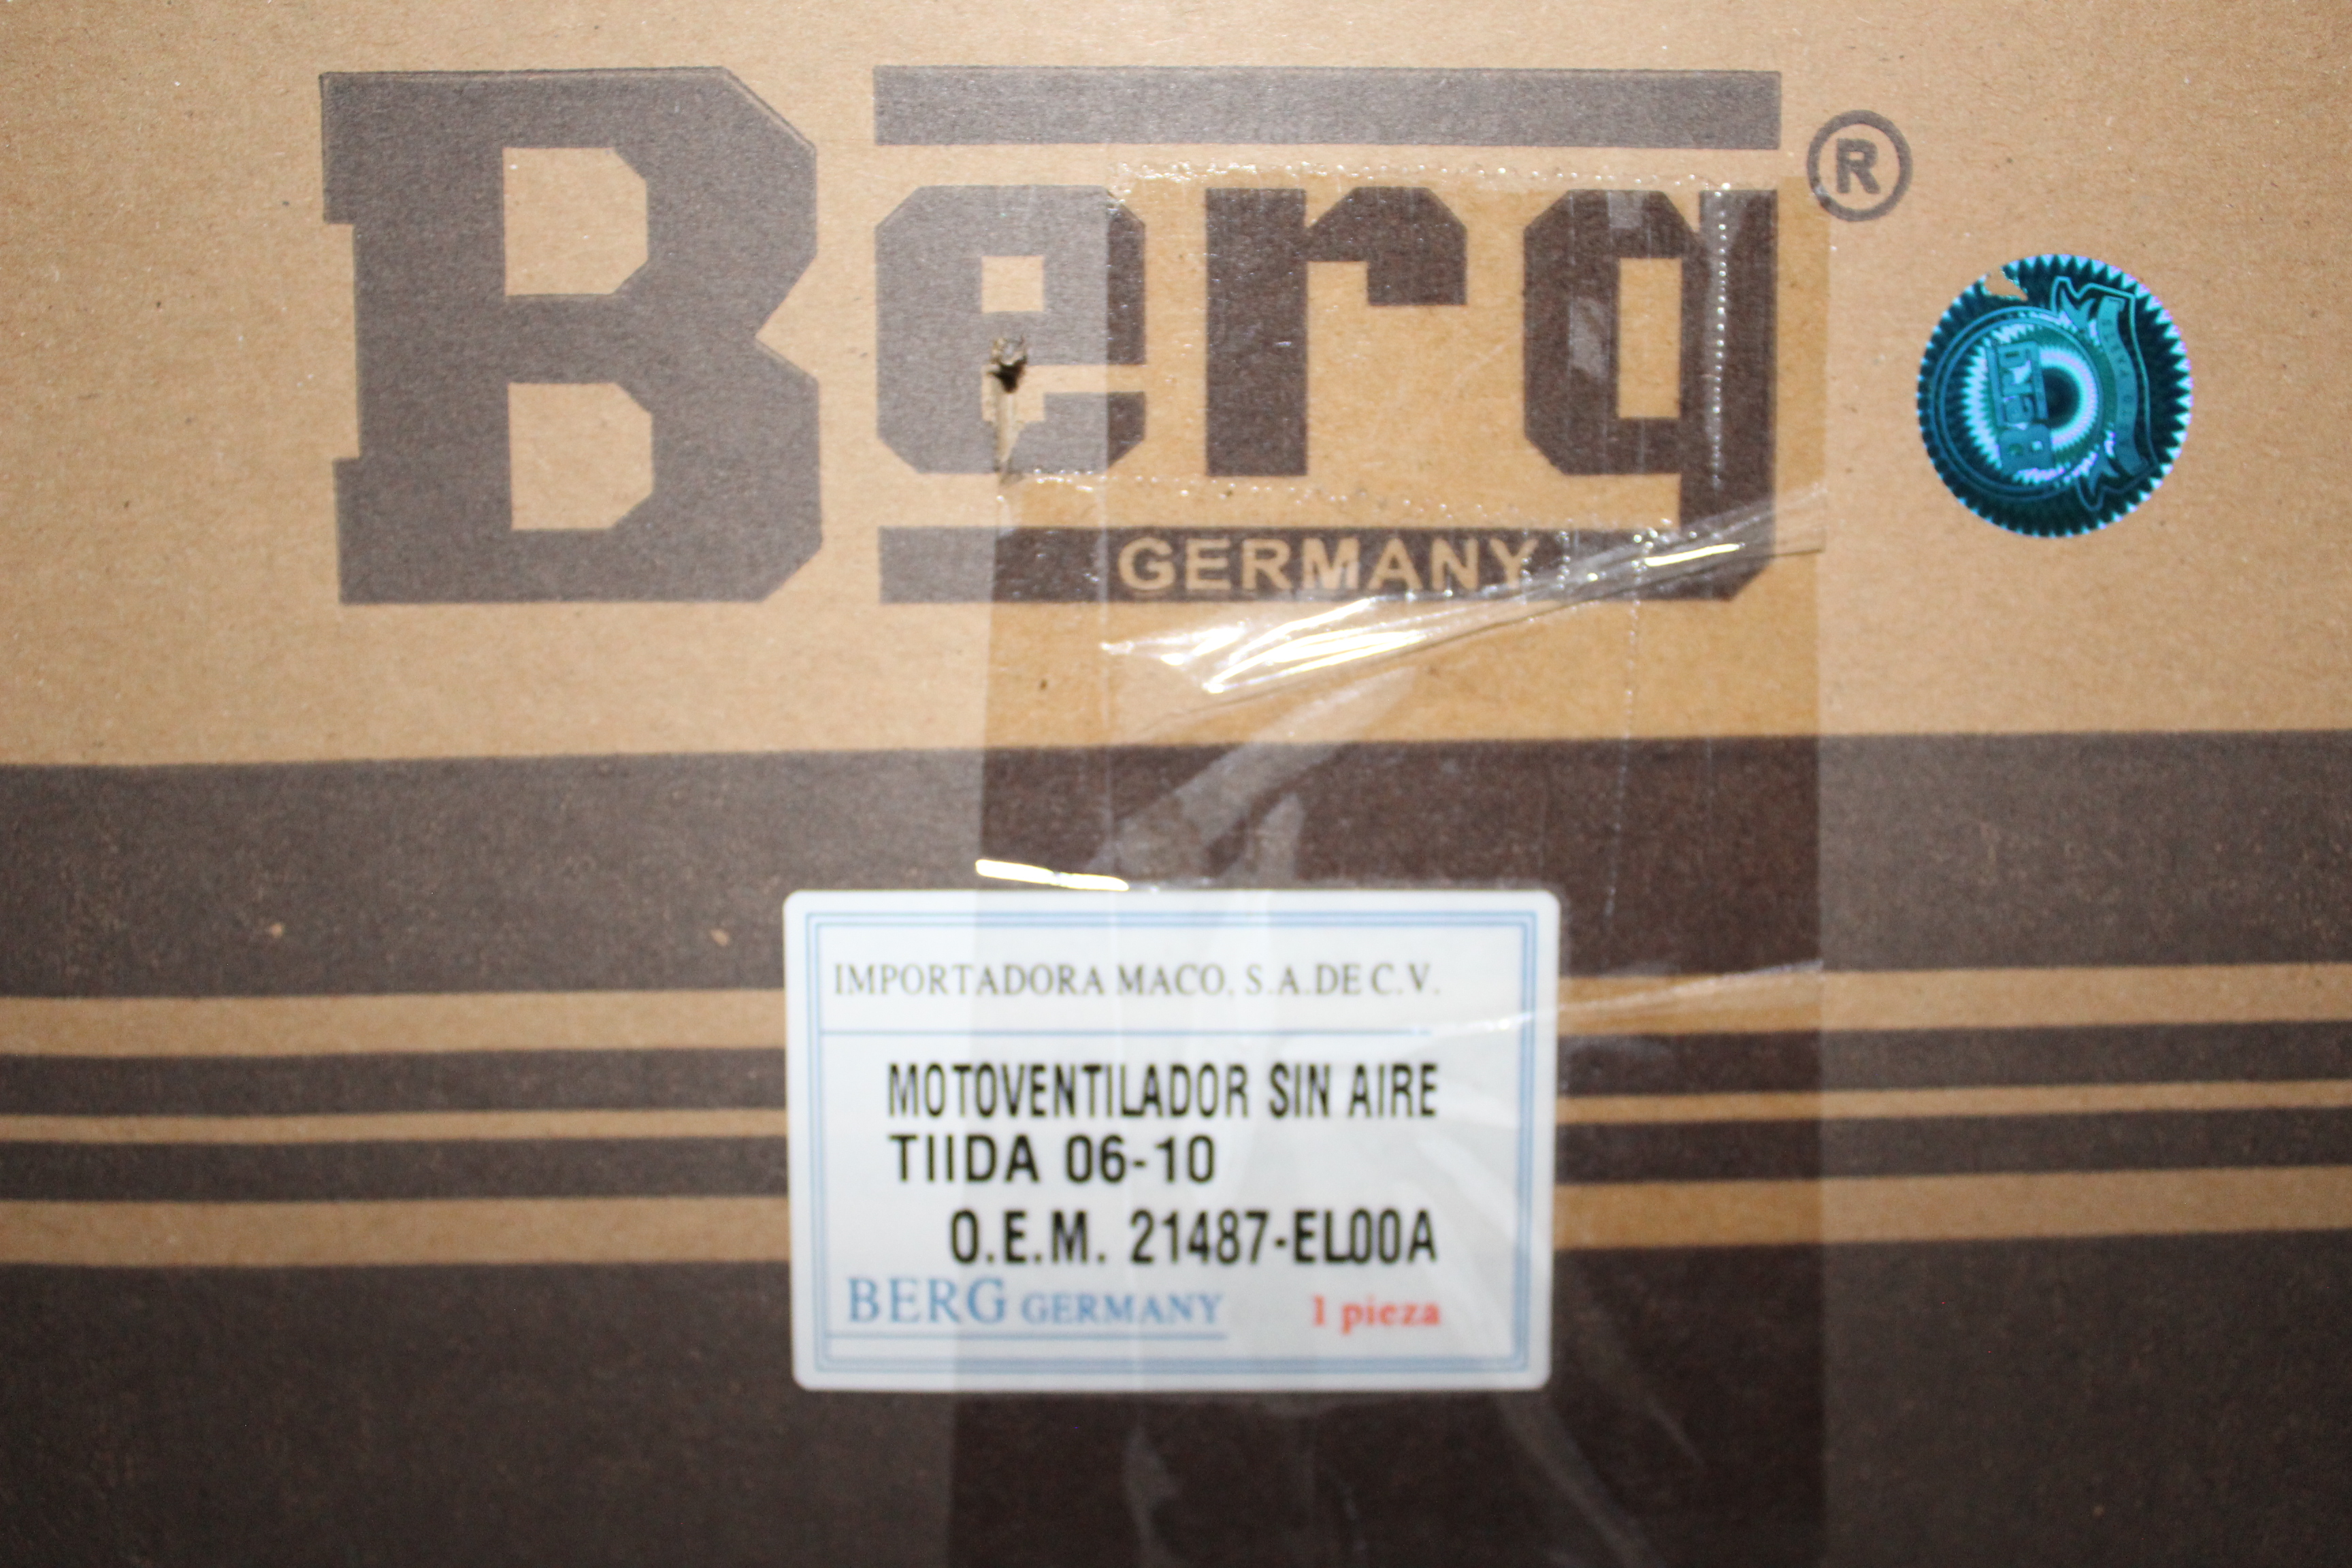 Berg®
GERMANY
IMPORTADORA MACO, S.A.DE C.V.
MOTOVENTILADOR SIN AIRE
TIIDA 06-10
O.E.M. 21487-EL00A
BERG GERMANY 1 pieza